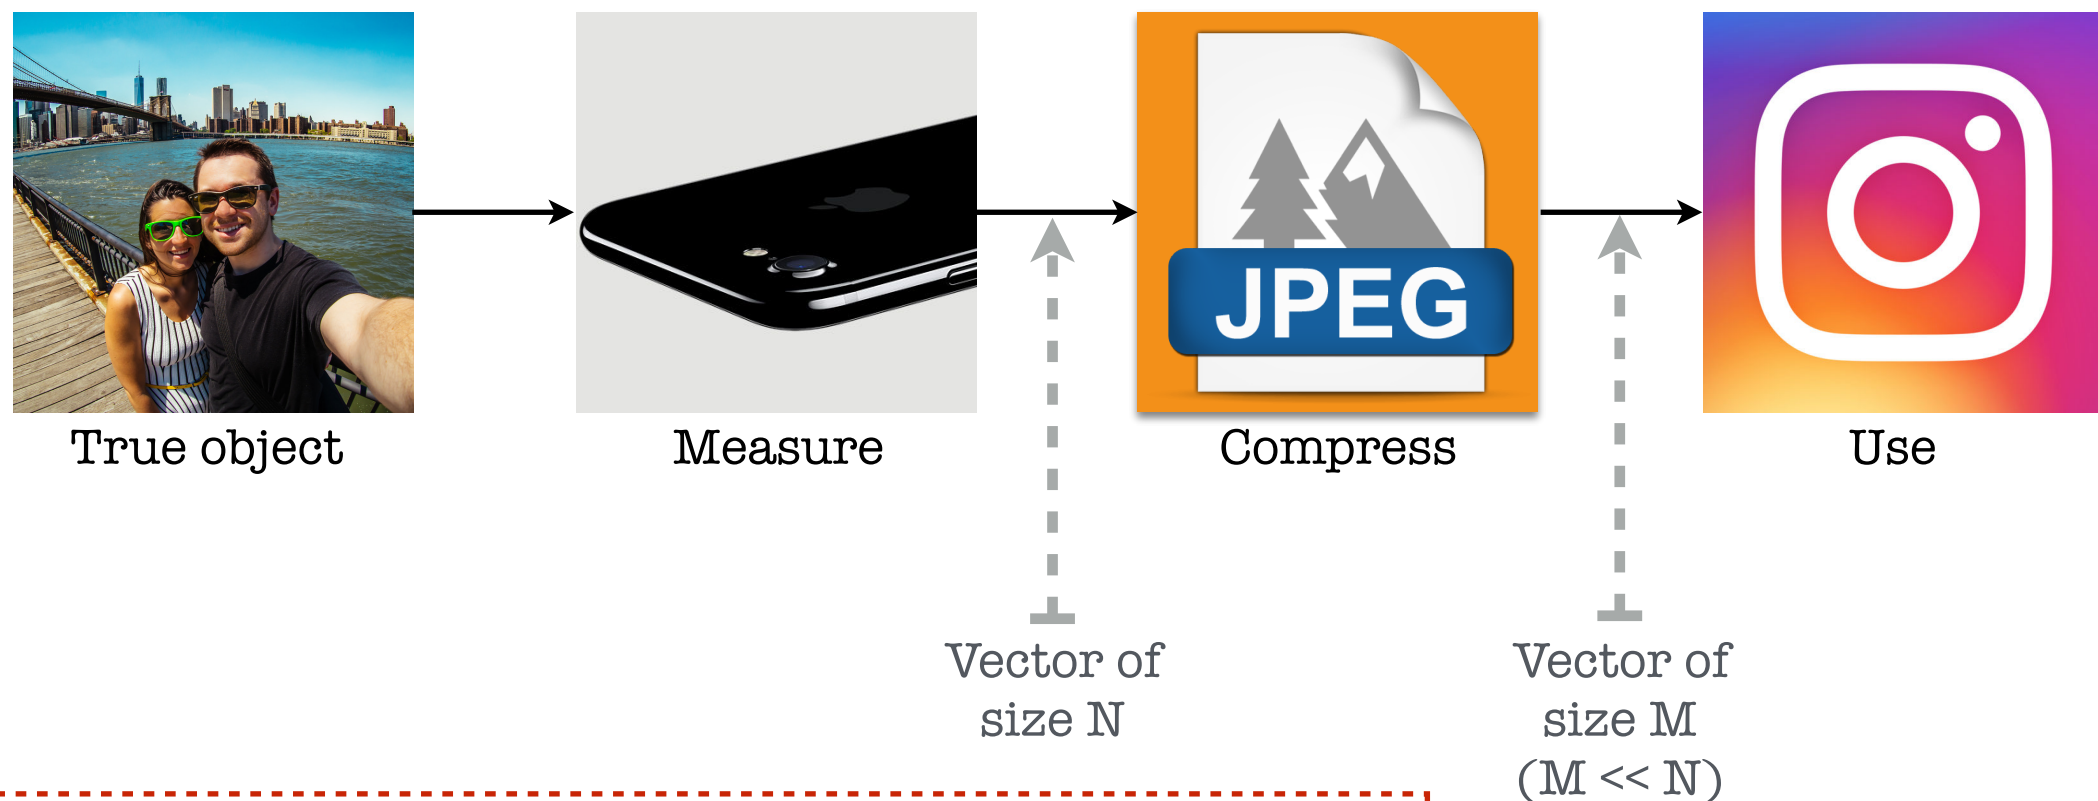 JPEG
True object
Measure
Compress
Use
Vector of
size N
Vector of
size M
(M << N)